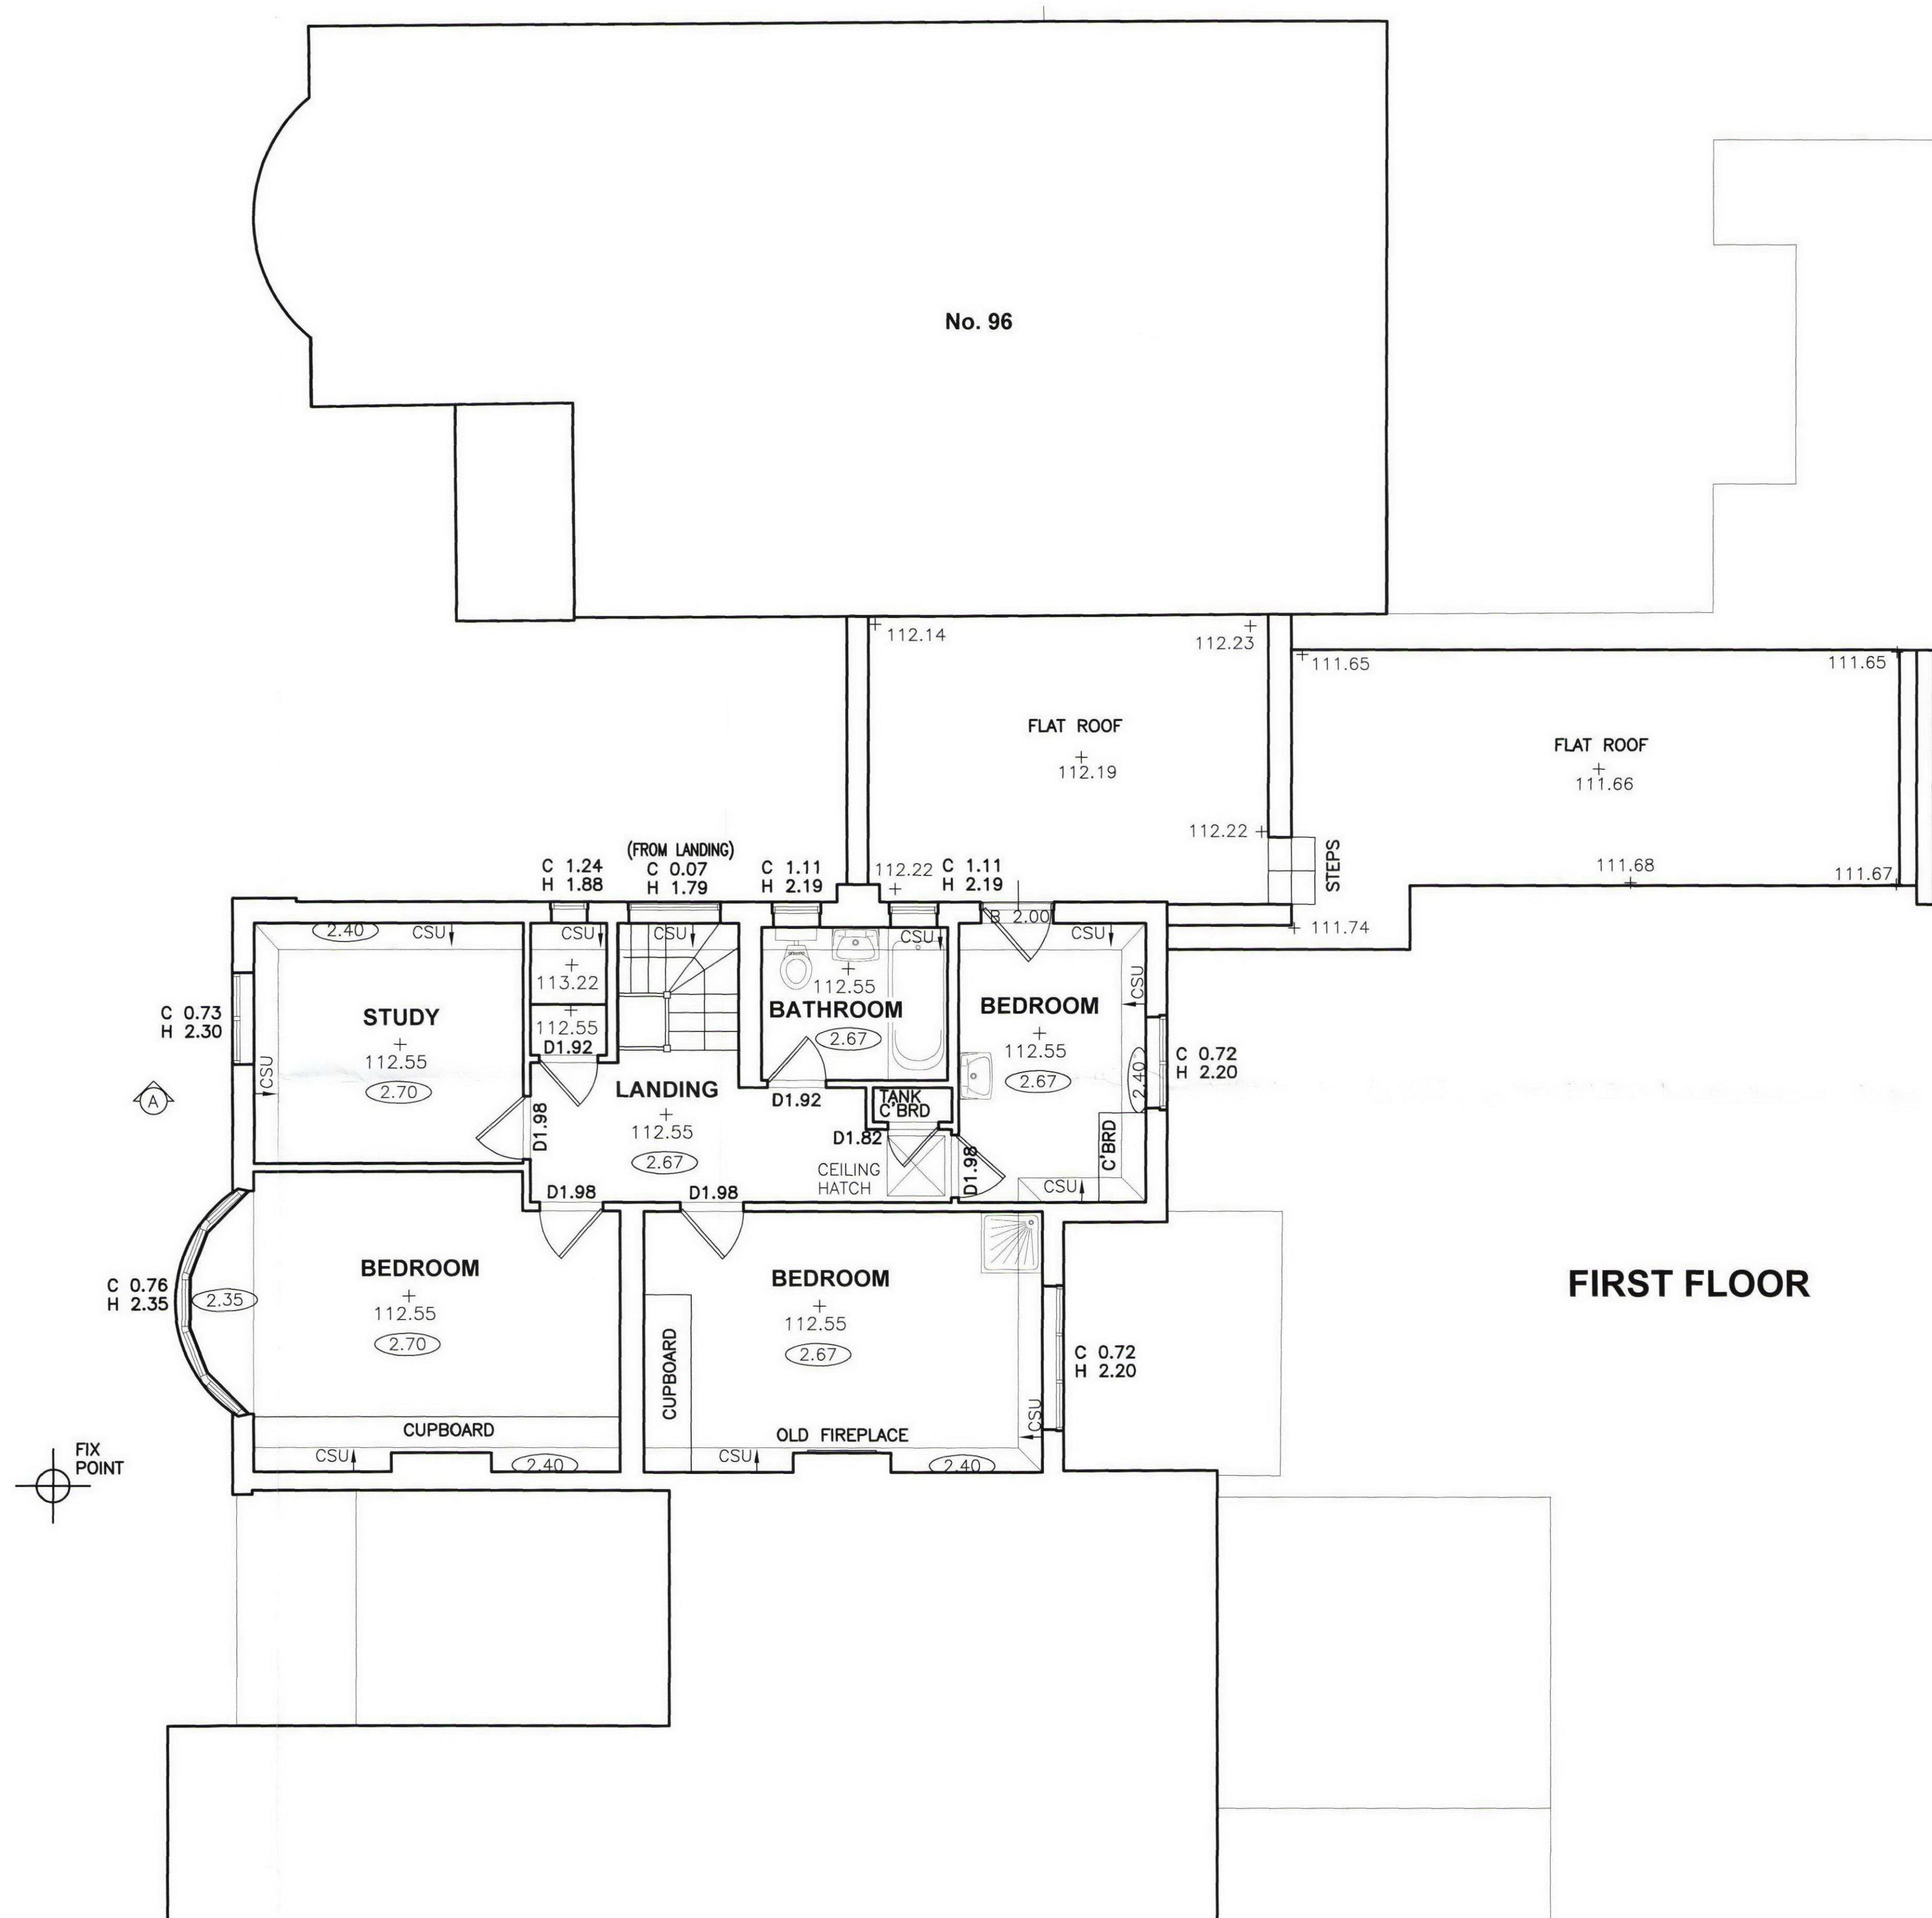 No. 96
112.14
112.23
111.65
111.65
FLAT ROOF
112.19
FLAT ROOF
111.66
112.22
STEPS
111.68
111.67
111.74
(FROM LANDING)
C 1.24
H 1.88
C 0.07
H 1.79
C 1.11
H 2.19
112.22
C 1.11
H 2.19
2.40
CSU
CSU
CSU
CSU
B 2.00
CSU
113.22
112.55
D1.92
C 0.73
H 2.30
STUDY
112.55
2.70
CSU
A
D1.98
112.55
BATHROOM
2.67
D1.92
LANDING
112.55
2.67
TANK
C'BRD
D1.82
CEILING
HATCH
D1.98
BEDROOM
112.55
2.67
CSU
2.40
C'BRD
CSU
C 0.72
H 2.20
D1.98
D1.98
C 0.76
H 2.35
2.35
BEDROOM
112.55
2.70
CUPBOARD
CSU
2.40
BEDROOM
112.55
2.67
CUPBOARD
OLD FIREPLACE
CSU
2.40
CSU
C 0.72
H 2.20
FIRST FLOOR
FIX
POINT